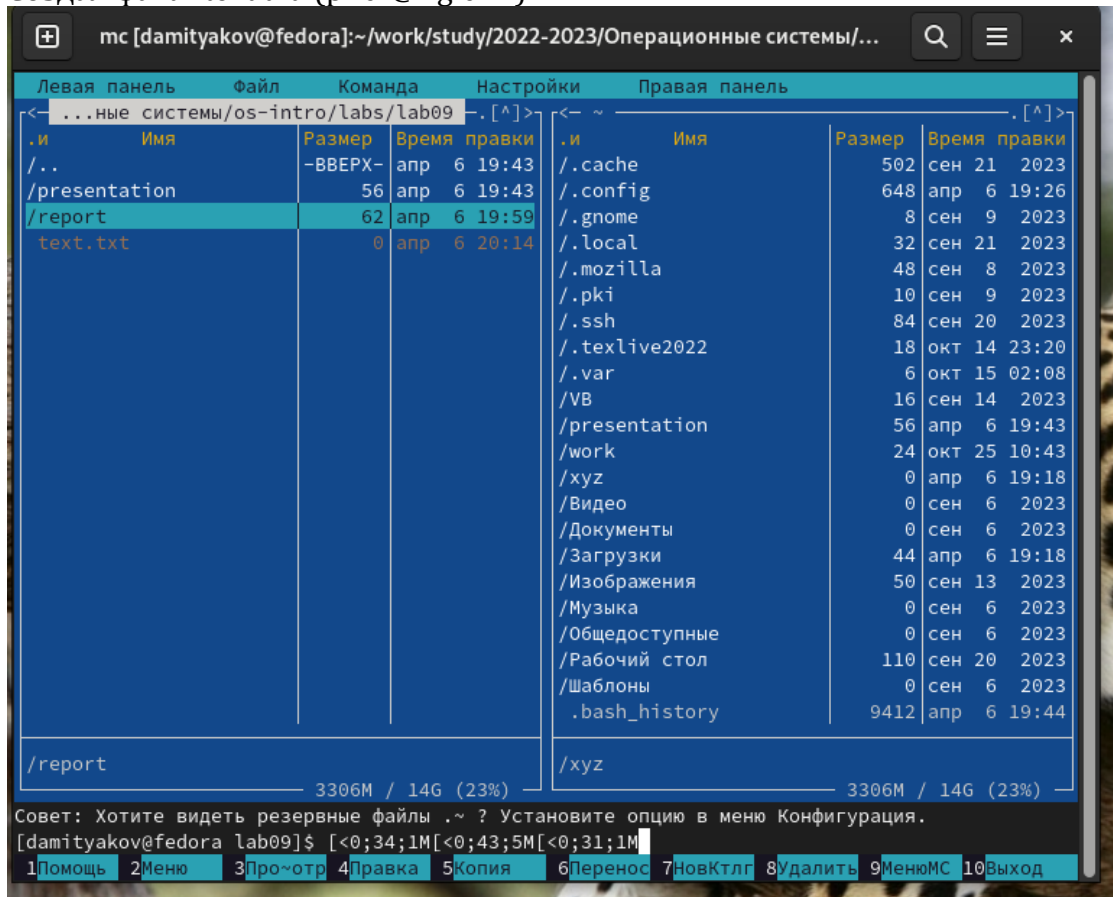 mc [damityakov@fedora]:~/work/study/2022-2023/Операционные системы/...
Левая панель Файл Команда Настройки Правая панель
<— ...ные системы/os-intro/labs/lab09 —.[^]>
.и Имя Размер Время правки
/.. -ВВЕРХ- апр 6 19:43
/presentation 56 апр 6 19:43
/report 62 апр 6 19:59
text.txt 0 апр 6 20:14
/report
3306M / 14G (23%)
<— ~ —.[^]>
.и Имя Размер Время правки
/.cache 502 сен 21 2023
/.config 648 апр 6 19:26
/.gnome 8 сен 9 2023
/.local 32 сен 21 2023
/.mozilla 48 сен 8 2023
/.pki 10 сен 9 2023
/.ssh 84 сен 20 2023
/.texlive2022 18 окт 14 23:20
/.var 6 окт 15 02:08
/VB 16 сен 14 2023
/presentation 56 апр 6 19:43
/work 24 окт 25 10:43
/xyz 0 апр 6 19:18
/Видео 0 сен 6 2023
/Документы 0 сен 6 2023
/Загрузки 44 апр 6 19:18
/Изображения 50 сен 13 2023
/Музыка 0 сен 6 2023
/Общедоступные 0 сен 6 2023
/Рабочий стол 110 сен 20 2023
/Шаблоны 0 сен 6 2023
.bash_history 9412 апр 6 19:44
/xyz
3306M / 14G (23%)
Совет: Хотите видеть резервные файлы .~ ? Установите опцию в меню Конфигурация.
[damityakov@fedora lab09]$ [<0;34;1M[<0;43;5M[<0;31;1M
1Помощь 2Меню 3Про~отр 4Правка 5Копия 6Перенос 7НовКтлг 8Удалить 9МенюMC 10Выход